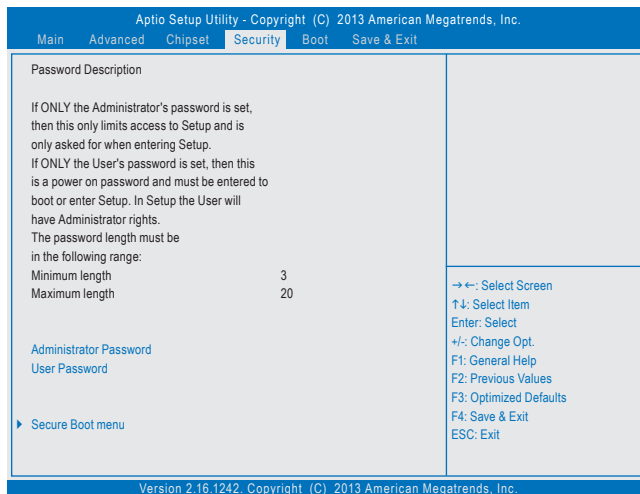 Aptio Setup Utility - Copyright (C) 2013 American Megatrends, Inc.
Main Advanced Chipset Security Boot Save & Exit
Password Description
If ONLY the Administrator's password is set,
then this only limits access to Setup and is
only asked for when entering Setup.
If ONLY the User's password is set, then this
is a power on password and must be entered to
boot or enter Setup. In Setup the User will
have Administrator rights.
The password length must be
in the following range:
Minimum length 3
Maximum length 20
Administrator Password
User Password
Secure Boot menu
→←: Select Screen
↑↓: Select Item
Enter: Select
+/-: Change Opt.
F1: General Help
F2: Previous Values
F3: Optimized Defaults
F4: Save & Exit
ESC: Exit
Version 2.16.1242. Copyright (C) 2013 American Megatrends, Inc.